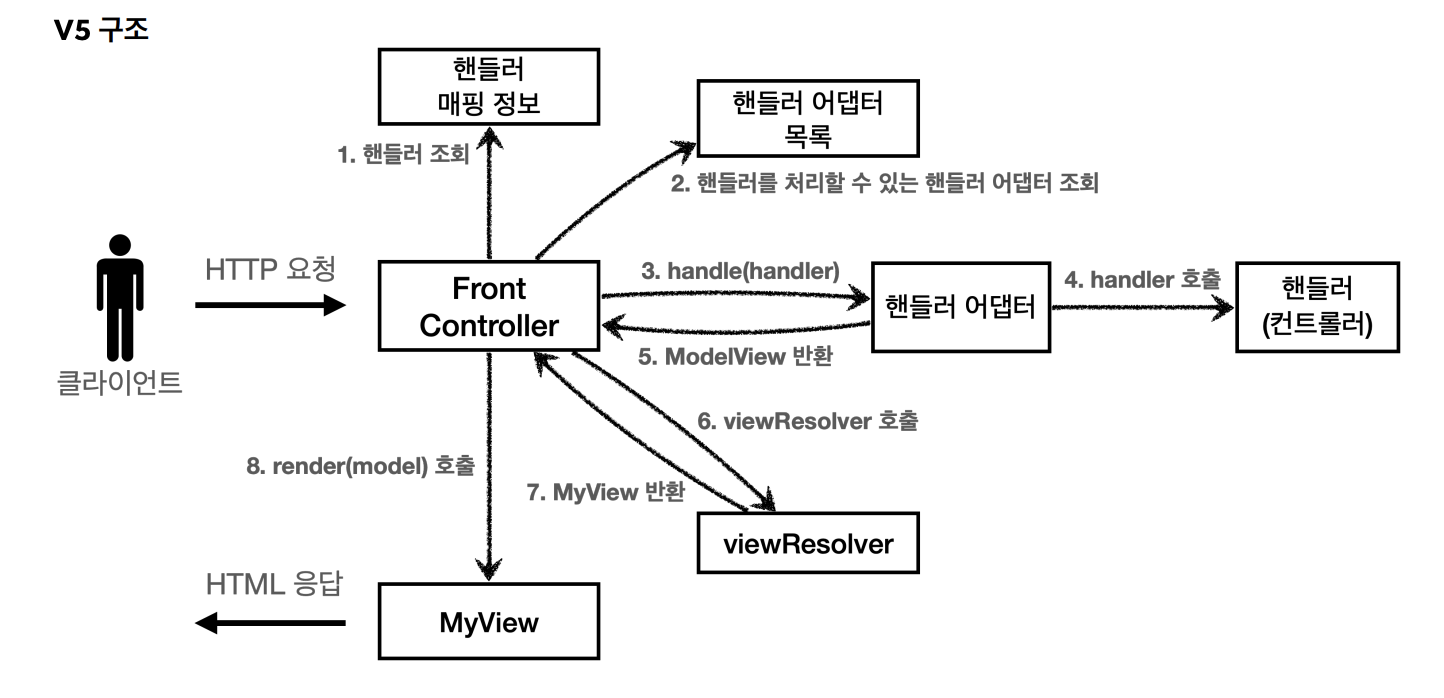 V5 구조
핸들러
매핑 정보
핸들러 어댑터
목록
1. 핸들러 조회
2. 핸들러를 처리할 수 있는 핸들러 어댑터 조회
HTTP 요청
클라이언트
Front
Controller
3. handle(handler)
핸들러 어댑터
4. handler 호출
핸들러
(컨트롤러)
5. ModelView 반환
6. viewResolver 호출
8. render(model) 호출
7. MyView 반환
viewResolver
HTML 응답
MyView